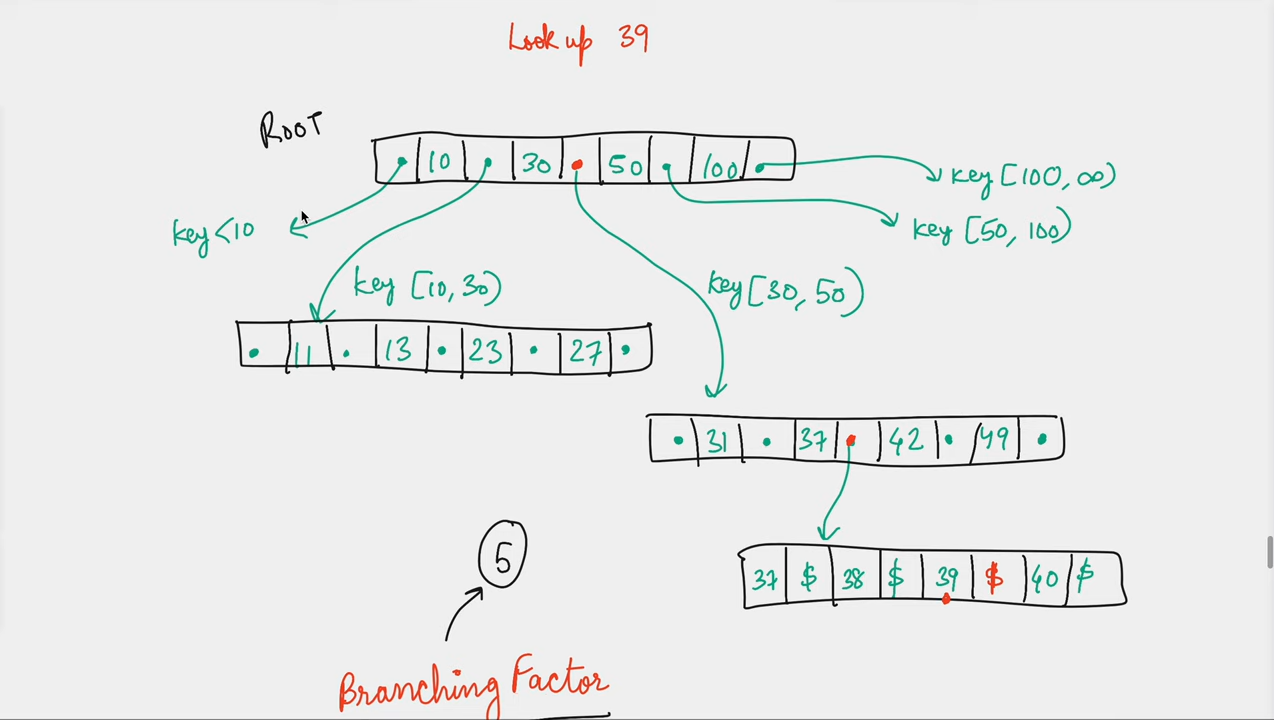 Look up 39
ROOT
10 30 50 100
key [100, ∞)
key<10
key [50, 100)
key [10, 30)
key [30, 50)
11 13 23 27
31 37 42 49
5
37 $ 38 $ 39 $ 40 $
Branching Factor